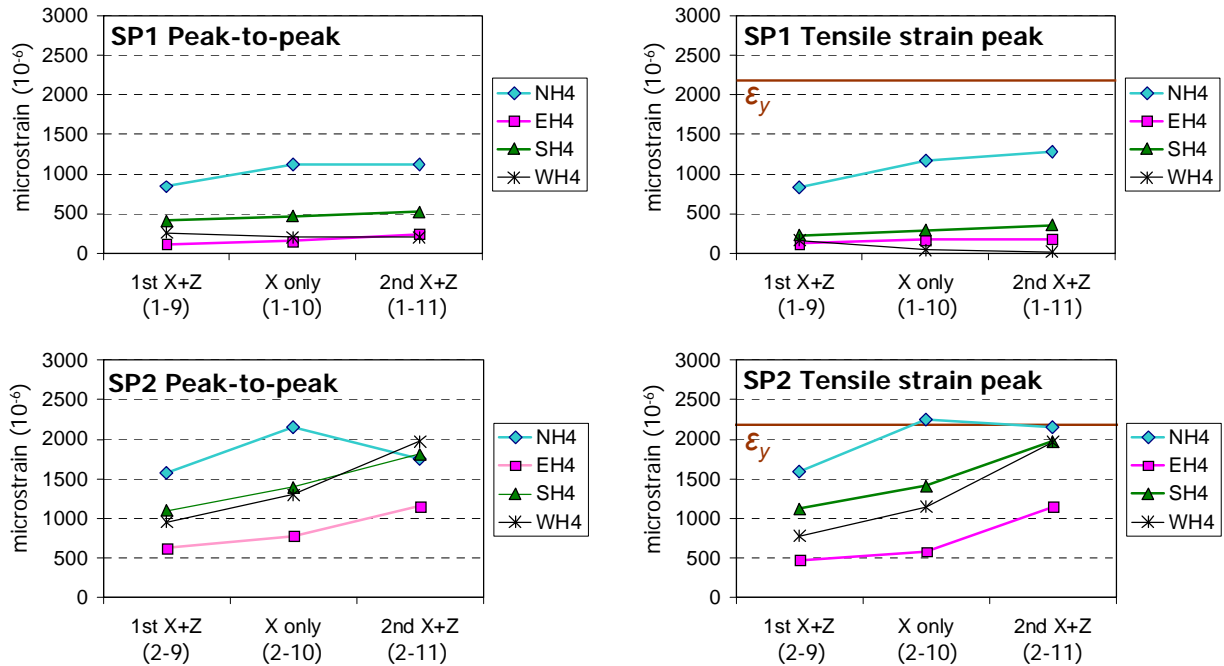 SP1 Peak-to-peak
microstrain (10-6)
3000
2500
2000
1500
1000
500
0
1st X+Z
(1-9)
X only
(1-10)
2nd X+Z
(1-11)
NH4
EH4
SH4
WH4
SP1 Tensile strain peak
microstrain (10-6)
3000
2500
2000
1500
1000
500
0
εy
1st X+Z
(1-9)
X only
(1-10)
2nd X+Z
(1-11)
NH4
EH4
SH4
WH4
SP2 Peak-to-peak
microstrain (10-6)
3000
2500
2000
1500
1000
500
0
1st X+Z
(2-9)
X only
(2-10)
2nd X+Z
(2-11)
NH4
EH4
SH4
WH4
SP2 Tensile strain peak
microstrain (10-6)
3000
2500
2000
1500
1000
500
0
εy
1st X+Z
(2-9)
X only
(2-10)
2nd X+Z
(2-11)
NH4
EH4
SH4
WH4